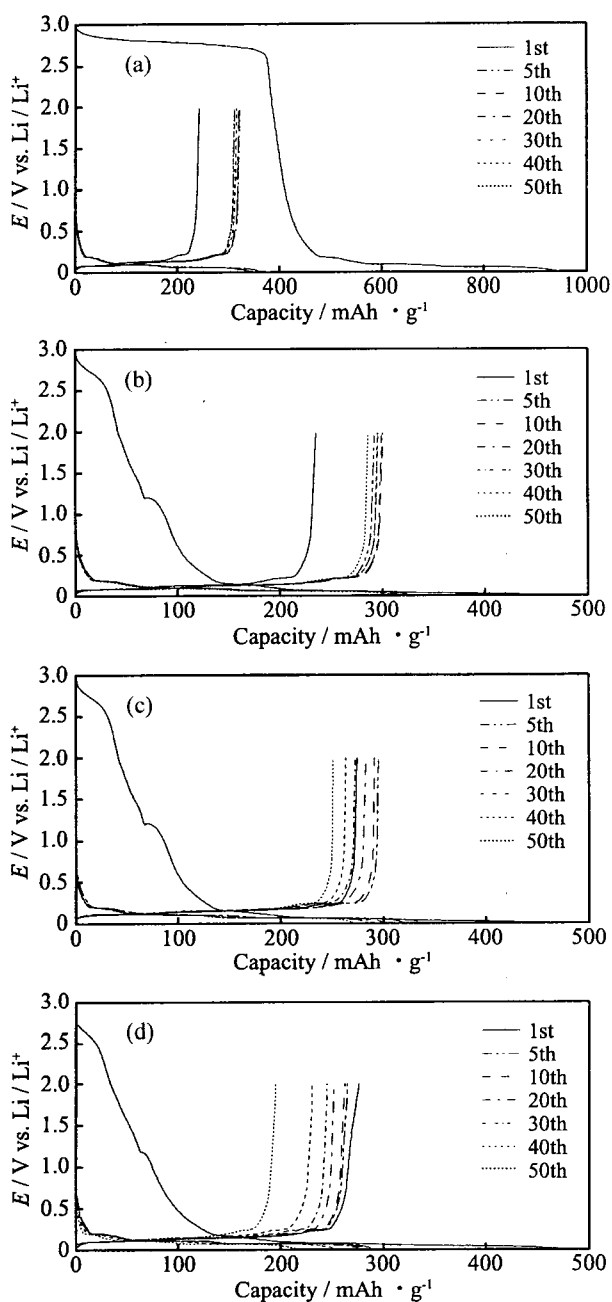 3.0
2.5
2.0
1.5
1.0
0.5
0
E / V vs. Li / Li⁺
(a)
1st
5th
10th
20th
30th
40th
50th
0 200 400 600 800 1000
Capacity / mAh・g⁻¹
3.0
2.5
2.0
1.5
1.0
0.5
0
E / V vs. Li / Li⁺
(b)
1st
5th
10th
20th
30th
40th
50th
0 100 200 300 400 500
Capacity / mAh・g⁻¹
3.0
2.5
2.0
1.5
1.0
0.5
0
E / V vs. Li / Li⁺
(c)
1st
5th
10th
20th
30th
40th
50th
0 100 200 300 400 500
Capacity / mAh・g⁻¹
3.0
2.5
2.0
1.5
1.0
0.5
0
E / V vs. Li / Li⁺
(d)
1st
5th
10th
20th
30th
40th
50th
0 100 200 300 400 500
Capacity / mAh・g⁻¹